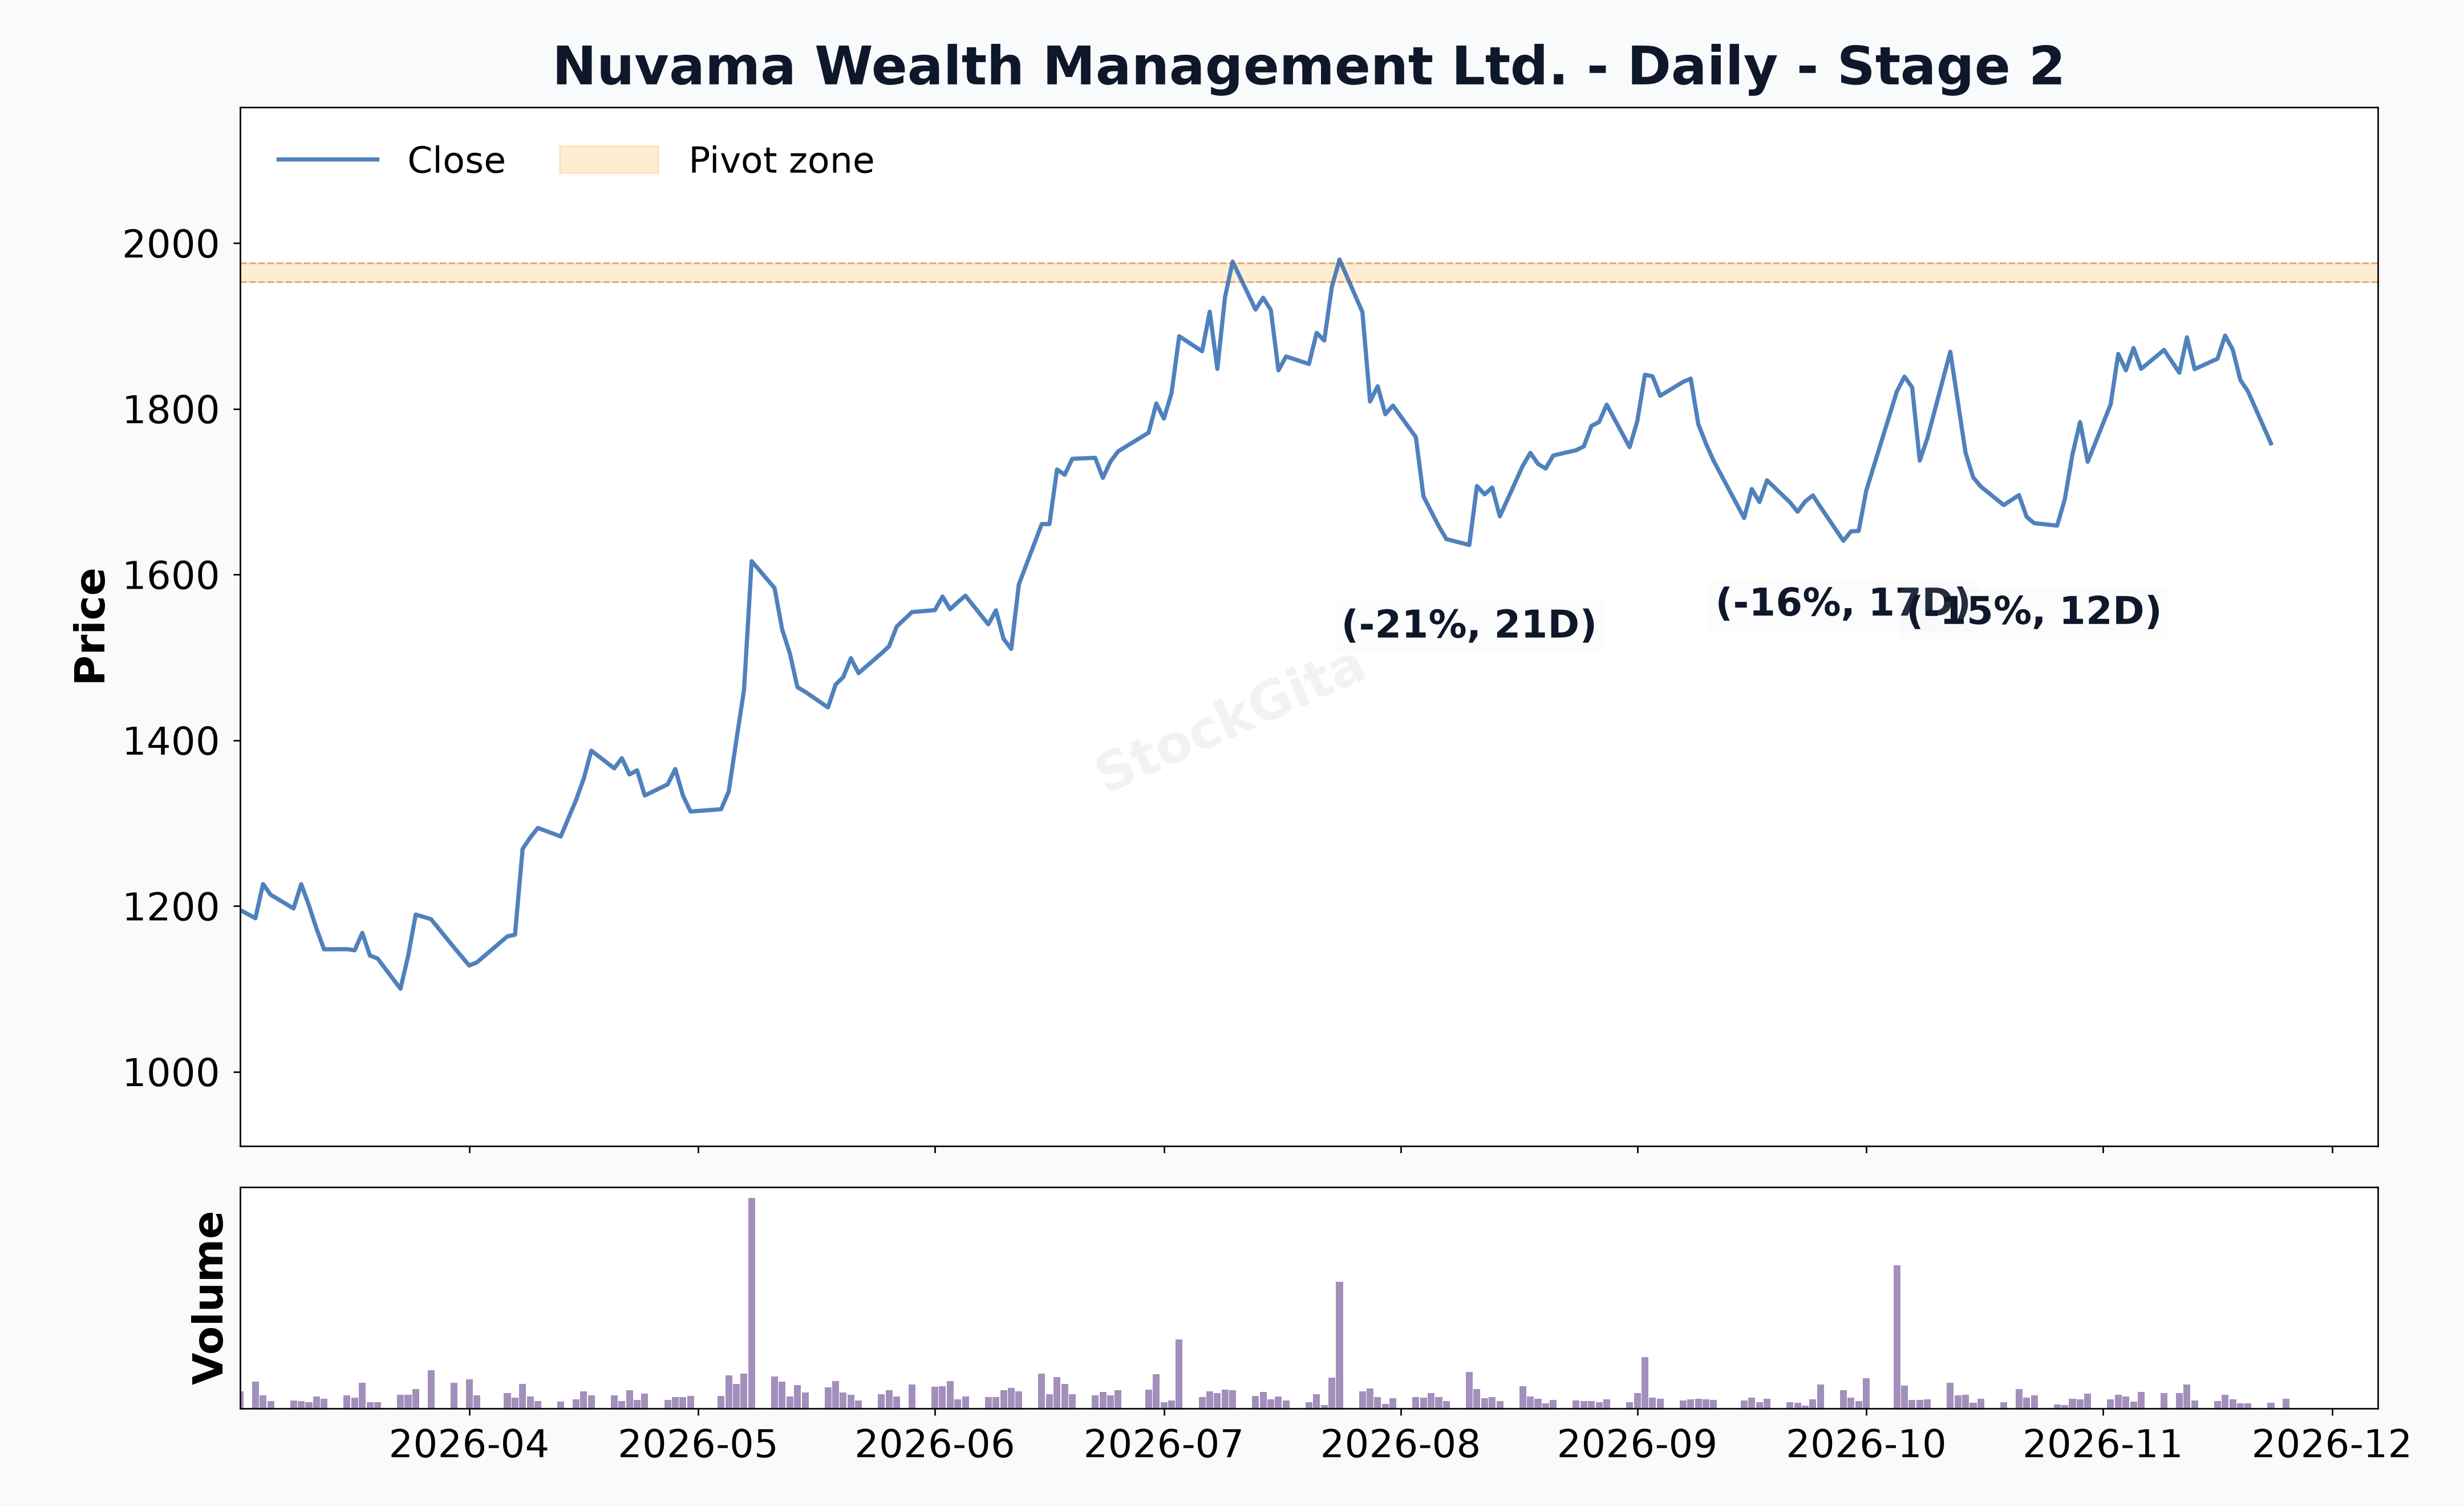 Nuvama Wealth Management Ltd. - Daily - Stage 2
Close
Pivot zone
Price
2000
1800
1600
1400
1200
1000
(-21%, 21D)
(-16%, 17D)
(-15%, 12D)
StockGita
Volume
2026-04
2026-05
2026-06
2026-07
2026-08
2026-09
2026-10
2026-11
2026-12